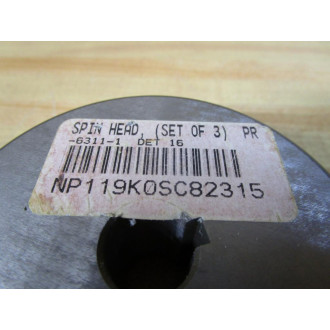 SPIN HEAD, (SET OF 3) PR
-6311-1 DET 16
NP119K0SC82315